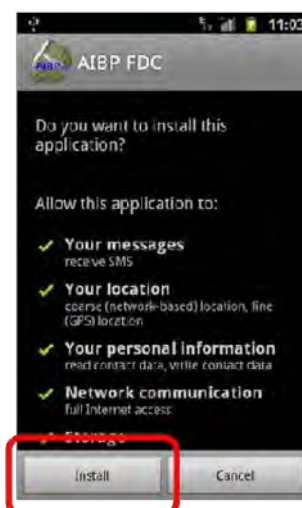 11:03
AIBP FDC
Do you want to install this
application?
Allow this application to:
Your messages
receive SMS
Your location
coarse (network-based) location, fine
(GPS) location
Your personal information
read contact data, write contact data
Network communication
full Internet access
Storage
Install Cancel